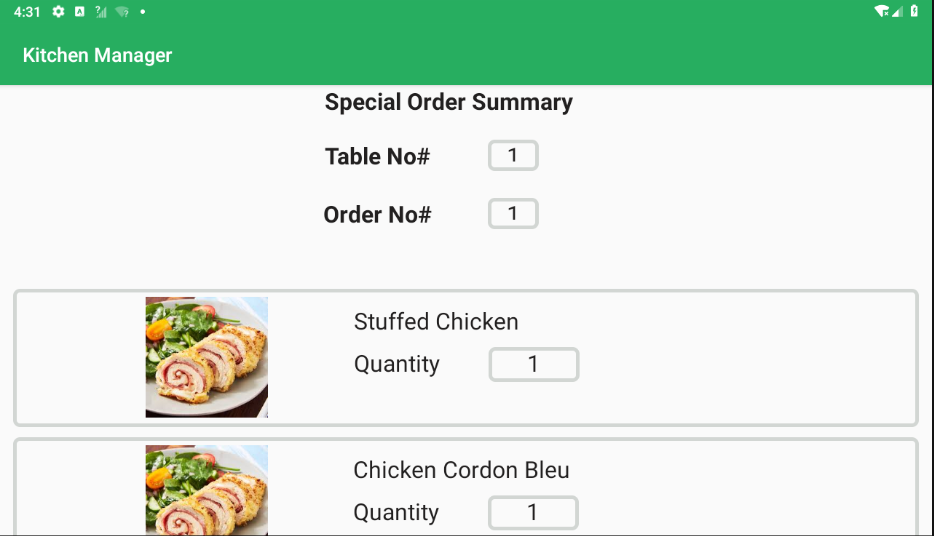 4:31
Kitchen Manager
Special Order Summary
Table No# 1
Order No# 1
Stuffed Chicken
Quantity 1
Chicken Cordon Bleu
Quantity 1